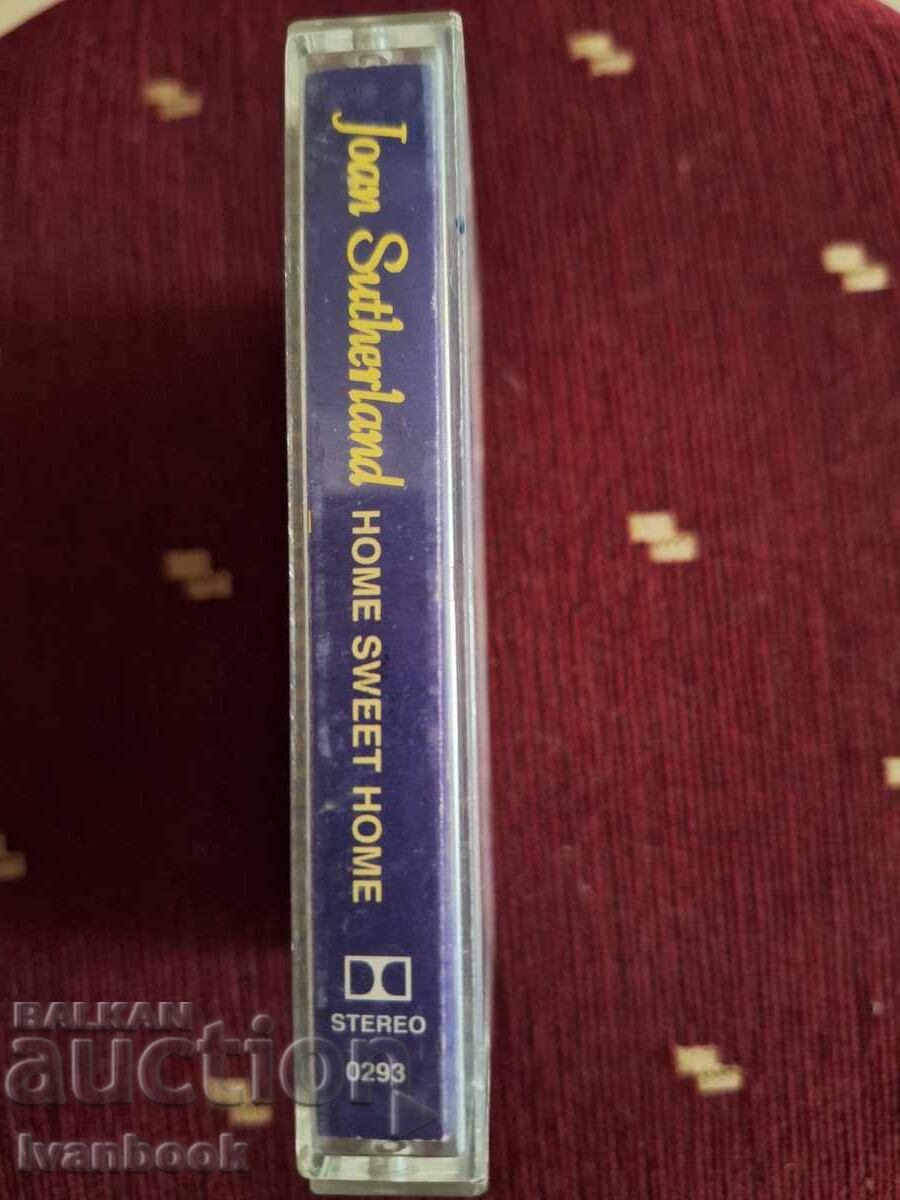 Joan Sutherland HOME SWEET HOME
STEREO
0293
BALKAN
auction
Ivanbook